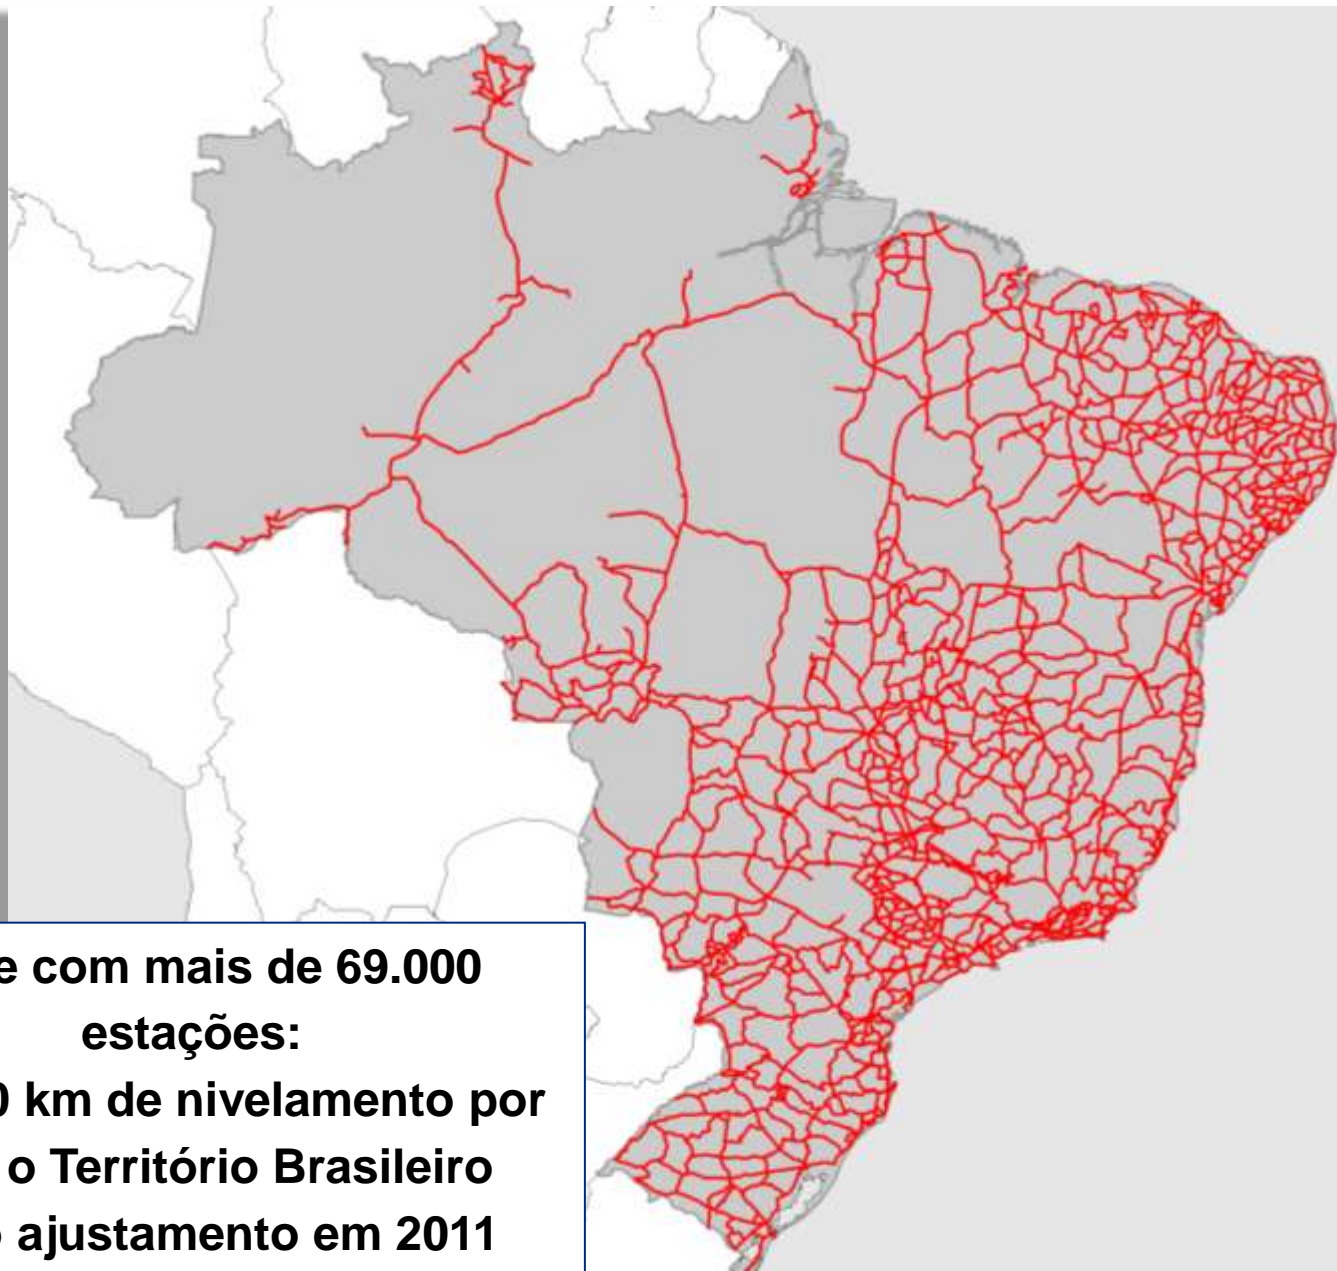 e com mais de 69.000
estações:
0 km de nivelamento por
o Território Brasileiro
ajustamento em 2011